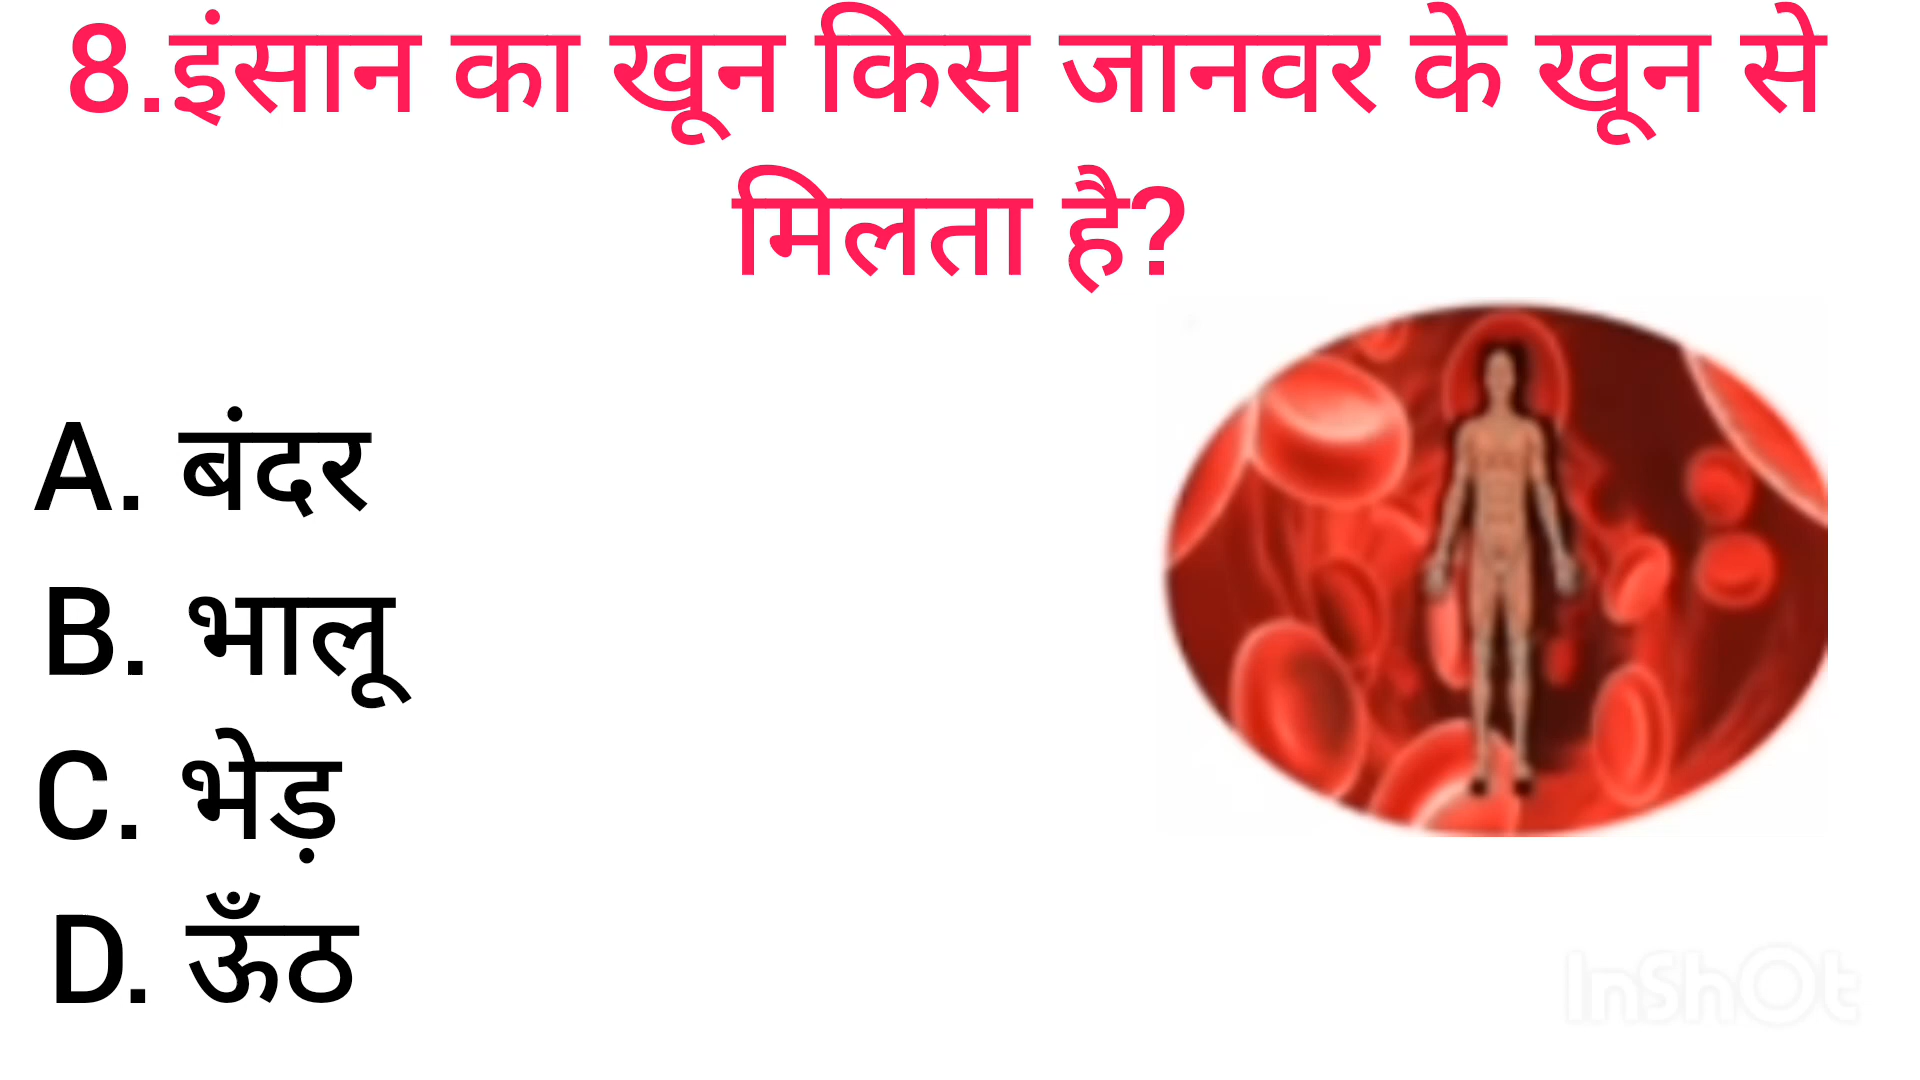 8.इंसान का खून किस जानवर के खून से
मिलता है?
A. बंदर
B. भालू
C. भेड़
D. ऊँठ
InShOt